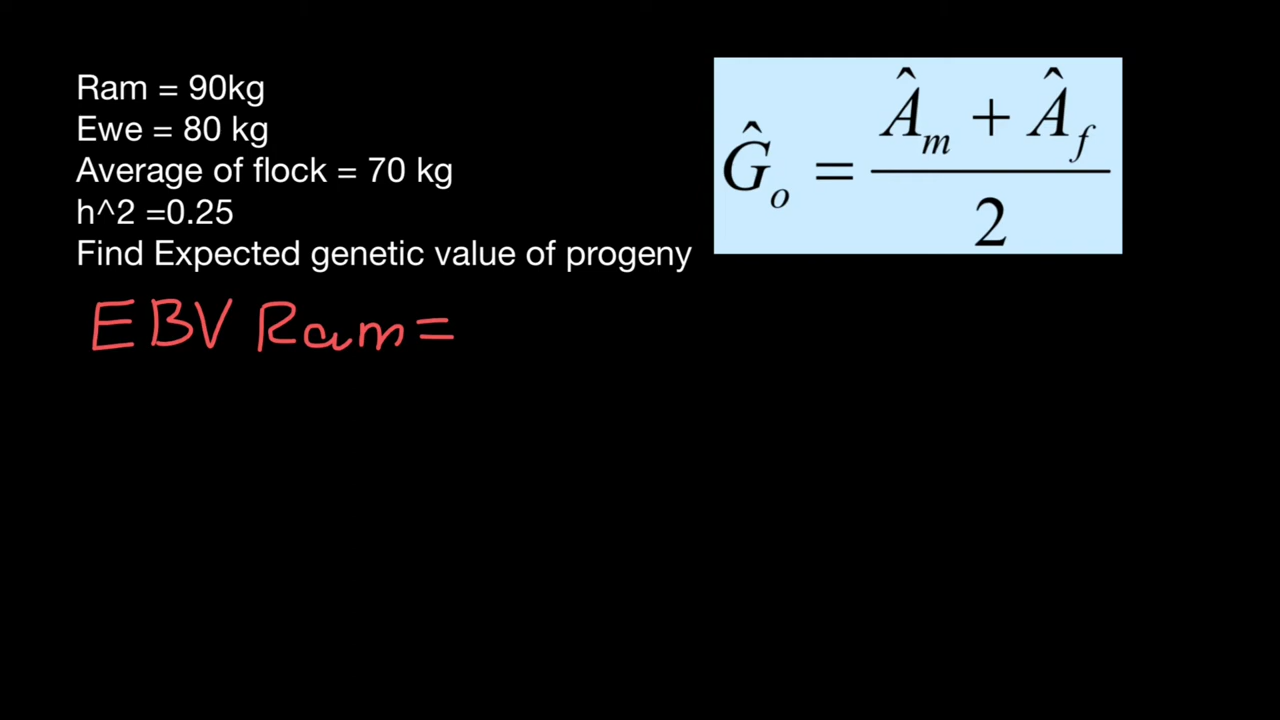 Ram = 90kg
Ewe = 80 kg
Average of flock = 70 kg
h^2 =0.25
Find Expected genetic value of progeny
Ĝₒ = (Âₘ + Â_f) / 2
EBV Ram=